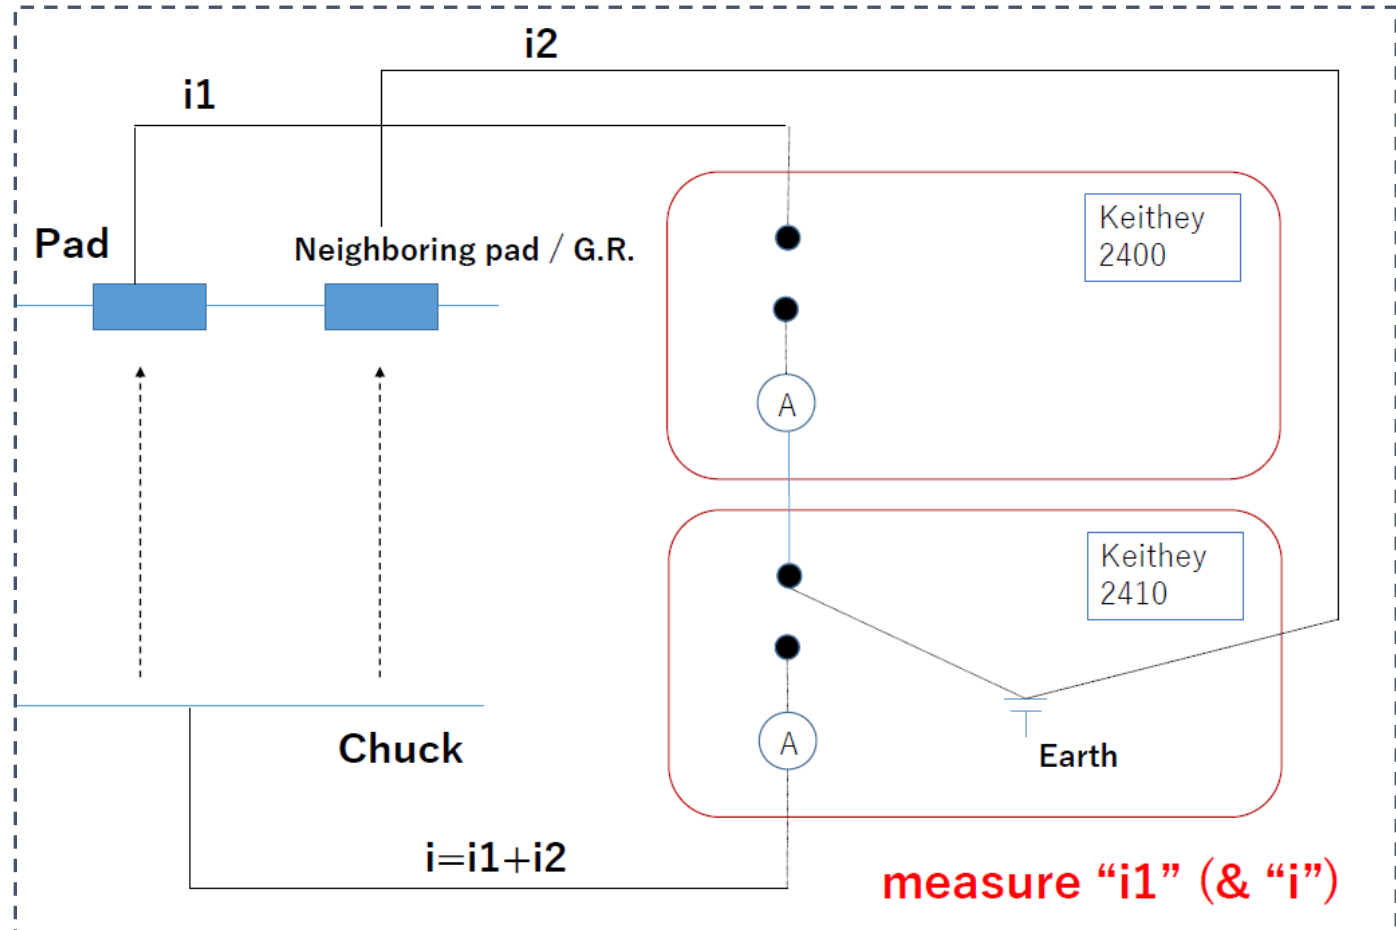 i2
i1
Keithey
2400
Pad
Neighboring pad / G.R.
A
Keithey
2410
A
Chuck
Earth
i=i1+i2
measure “i1” (& “i”)